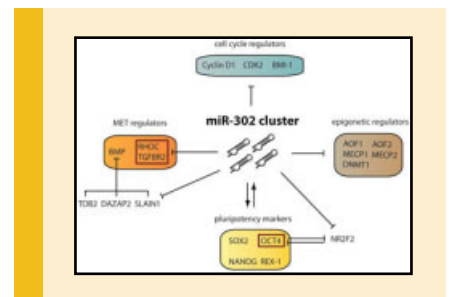 cell cycle regulators
Cyclin D1 CDK2 BMI-1
miR-302 cluster
MET regulators
epigenetic regulators
BMP
RHOC
TGFBR2
AOF1 AOF2
MECP1 MECP2
DNMT1
TOB2 DAZAP2 SLAIN1
pluripotency markers
SOX2 OCT4
NR2F2
NANOG REX-1